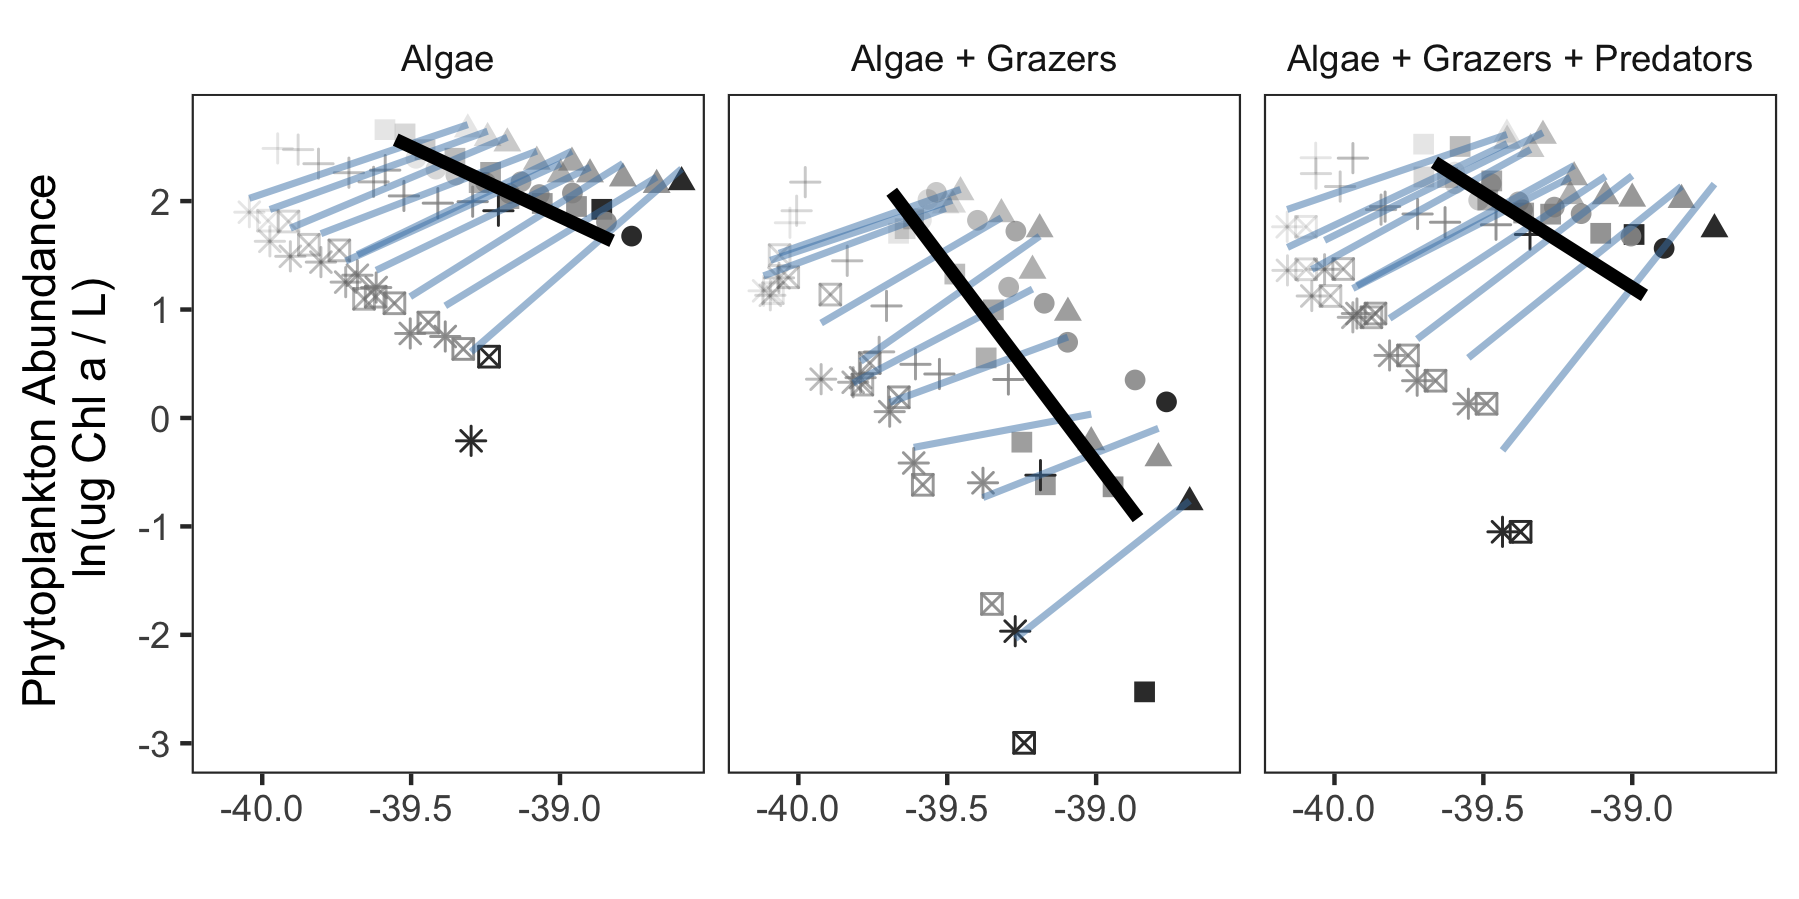 Algae
Algae + Grazers
Algae + Grazers + Predators
Phytoplankton Abundance
ln(ug Chl a / L)
2
1
0
-1
-2
-3
-40.0 -39.5 -39.0
-40.0 -39.5 -39.0
-40.0 -39.5 -39.0